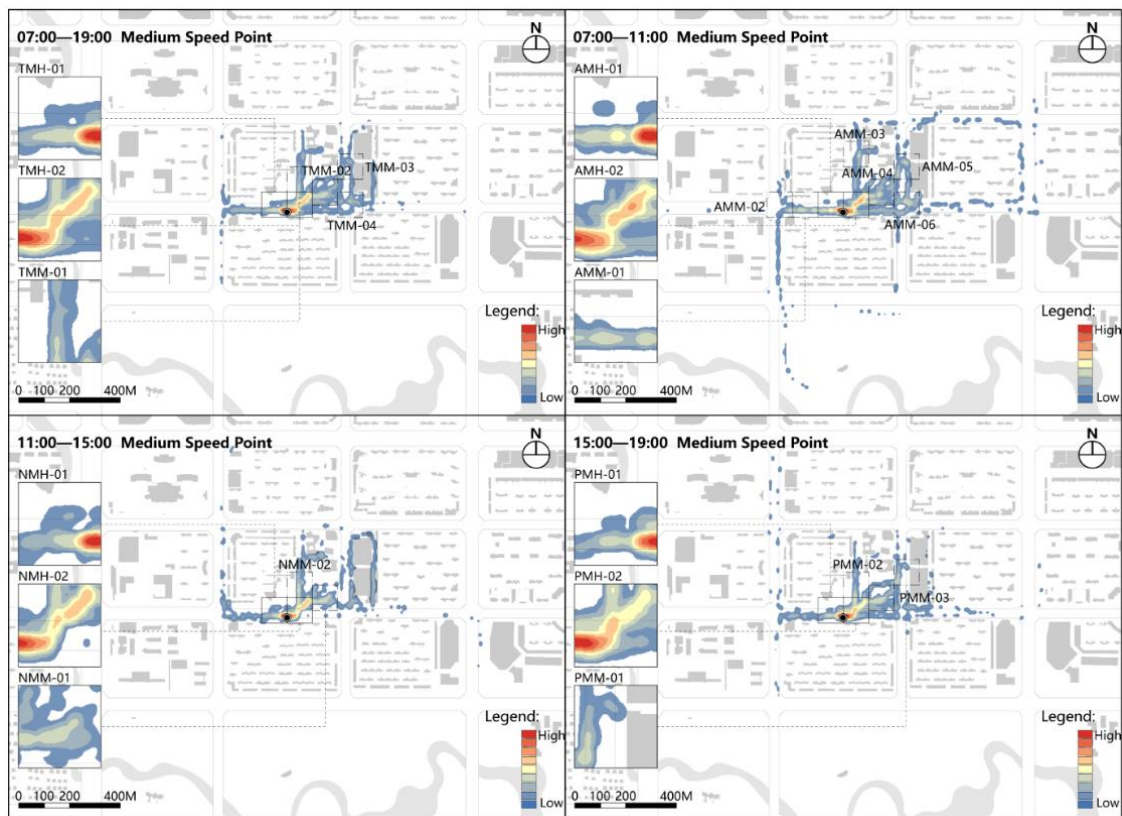 07:00—19:00 Medium Speed Point
N
TMH-01
TMH-02
TMM-01
TMM-02
TMM-03
TMM-04
Legend:
High
Low
0 100 200 400M
07:00—11:00 Medium Speed Point
N
AMH-01
AMH-02
AMM-01
AMM-03
AMM-04
AMM-05
AMM-02
AMM-06
Legend:
High
Low
0 100 200 400M
11:00—15:00 Medium Speed Point
N
NMH-01
NMH-02
NMM-01
NMM-02
Legend:
High
Low
0 100 200 400M
15:00—19:00 Medium Speed Point
N
PMH-01
PMH-02
PMM-01
PMM-02
PMM-03
Legend:
High
Low
0 100 200 400M